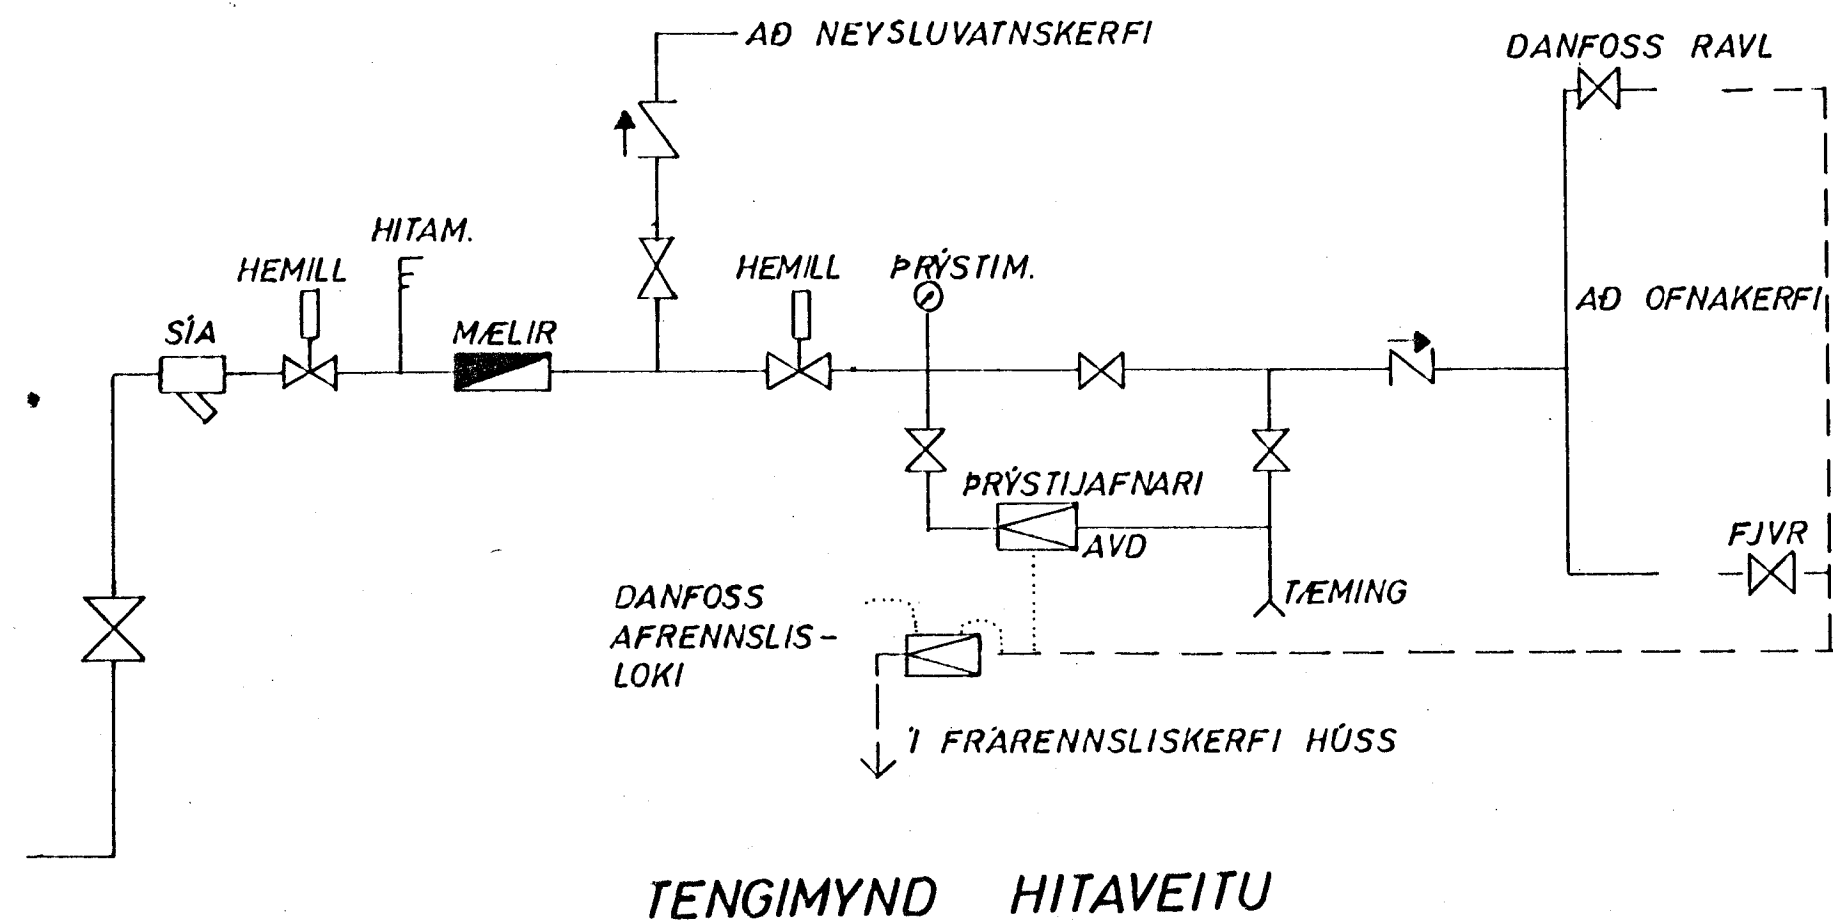 AÐ NEYSLUVATNSKERFI
DANFOSS RAVL
HITAM.
HEMILL
HEMILL
ÞRÝSTIM.
SÍA
MÆLIR
AÐ OFNAKERFI
ÞRÝSTIJAFNARI
AVD
FJVR
DANFOSS
AFRENNSLIS-
LOKI
TÆMING
Í FRÁRENNSLISKERFI HÚSS
TENGIMYND HITAVEITU